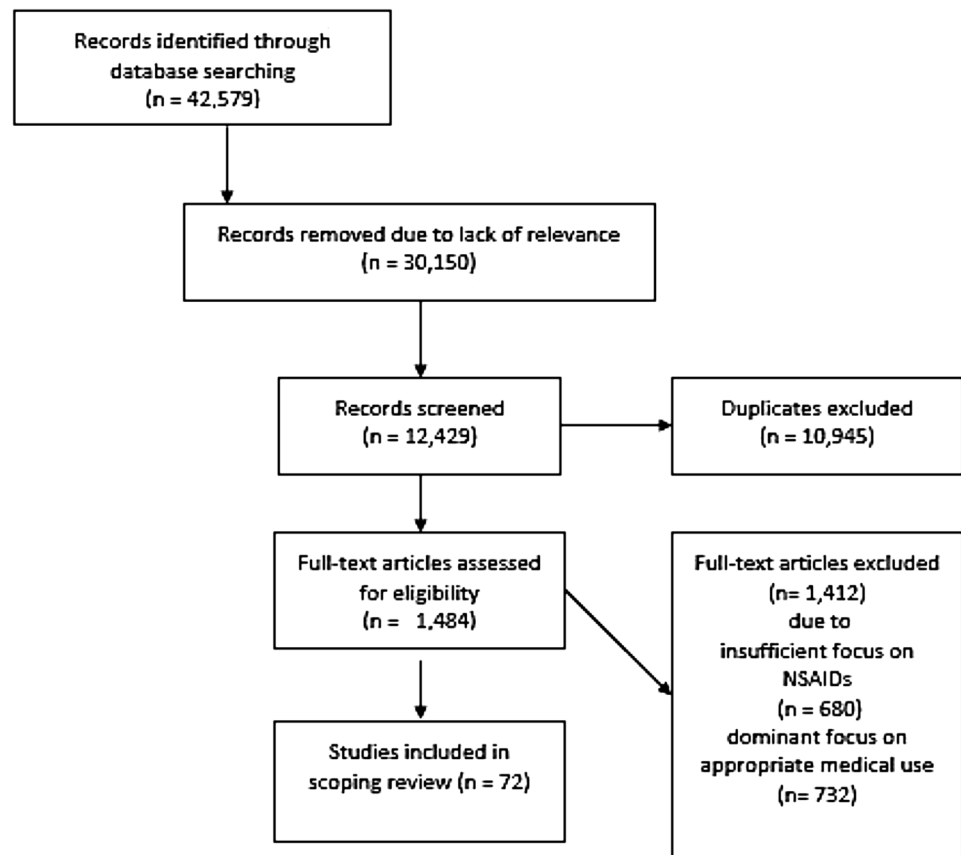 Records identified through
database searching
(n = 42,579)
Records removed due to lack of relevance
(n = 30,150)
Records screened
(n = 12,429)
Duplicates excluded
(n = 10,945)
Full-text articles assessed
for eligibility
(n = 1,484)
Full-text articles excluded
(n= 1,412)
due to
insufficient focus on
NSAIDs
(n = 680)
dominant focus on
appropriate medical use
(n= 732)
Studies included in
scoping review (n = 72)